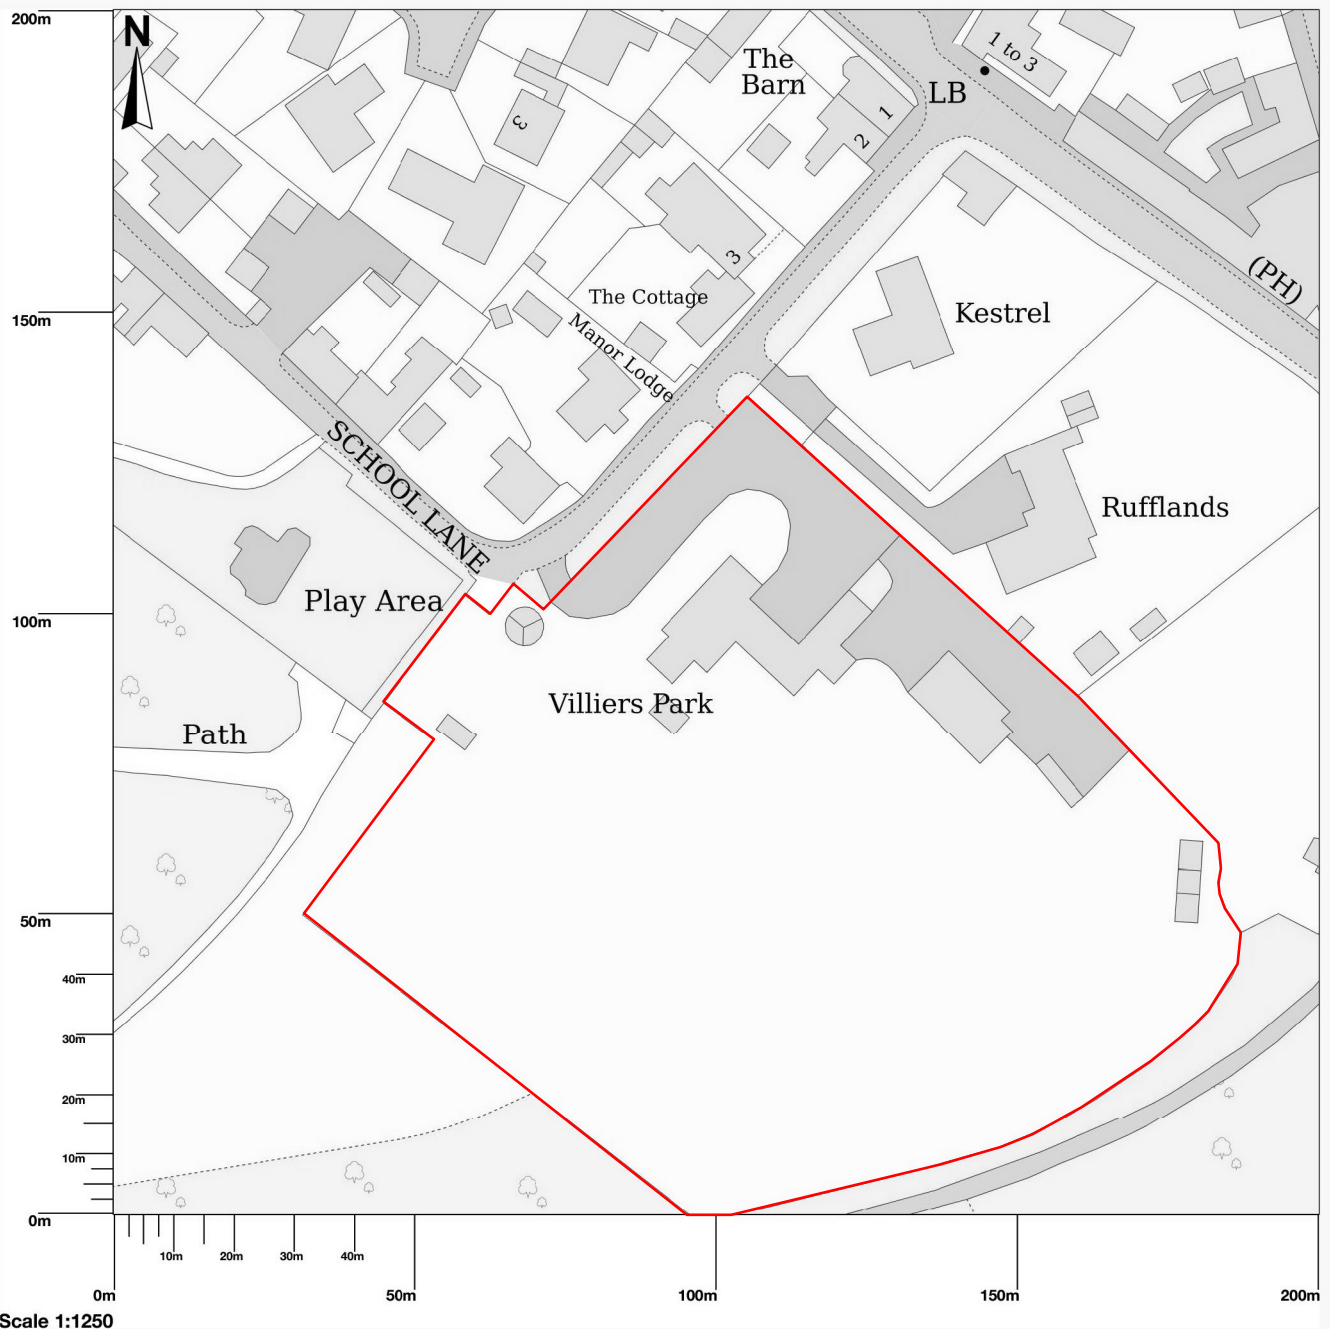 200m
N
The
Barn
1 to 3
LB
1
2
3
3
(PH)
The Cottage
Kestrel
150m
Manor Lodge
SCHOOL LANE
Rufflands
Play Area
100m
Villiers Park
Path
50m
40m
30m
20m
10m
0m
10m
20m
30m
40m
0m
50m
100m
150m
200m
Scale 1:1250